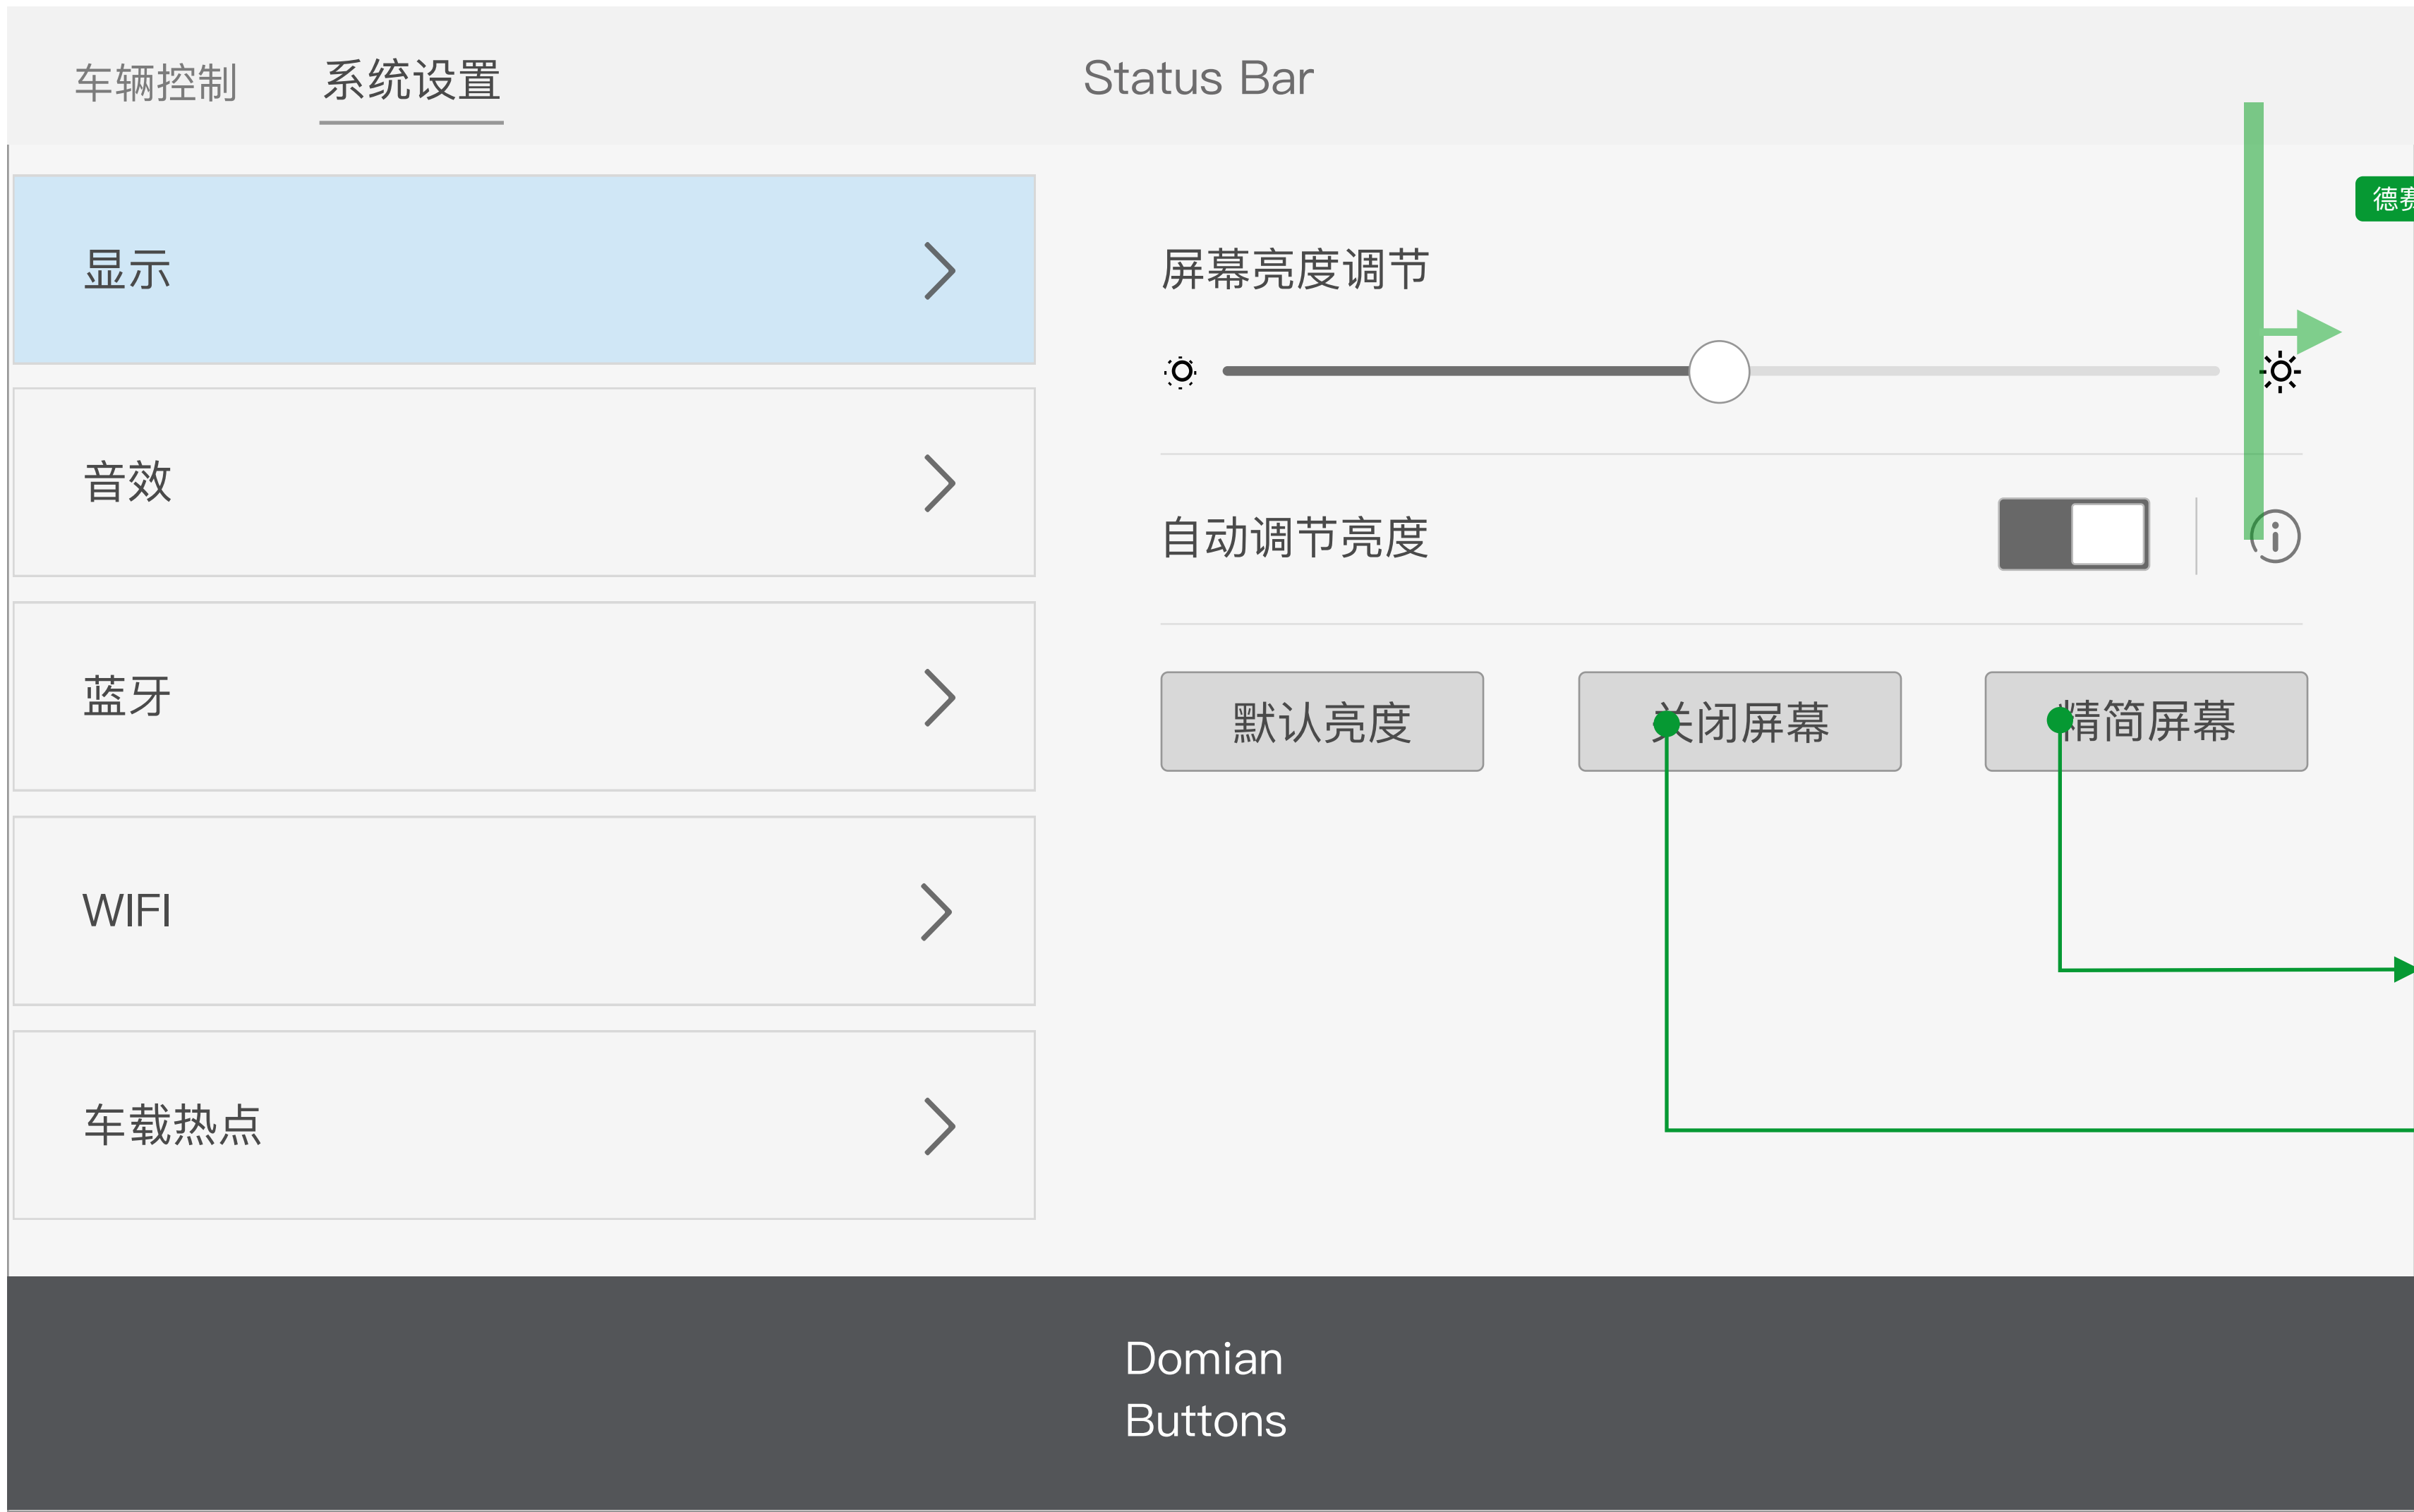 车辆控制
系统设置
Status Bar
德赛
显示
屏幕亮度调节
音效
自动调节亮度
蓝牙
默认亮度
关闭屏幕
精简屏幕
WIFI
车载热点
Domian
Buttons